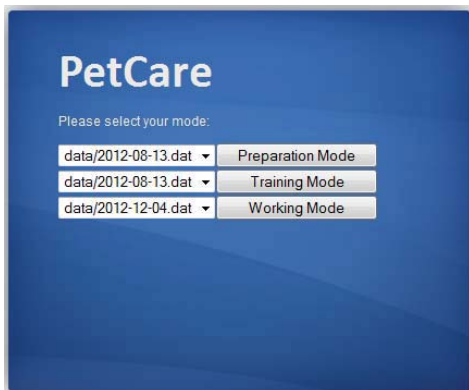 PetCare
Please select your mode:
data/2012-08-13.dat Preparation Mode
data/2012-08-13.dat Training Mode
data/2012-12-04.dat Working Mode